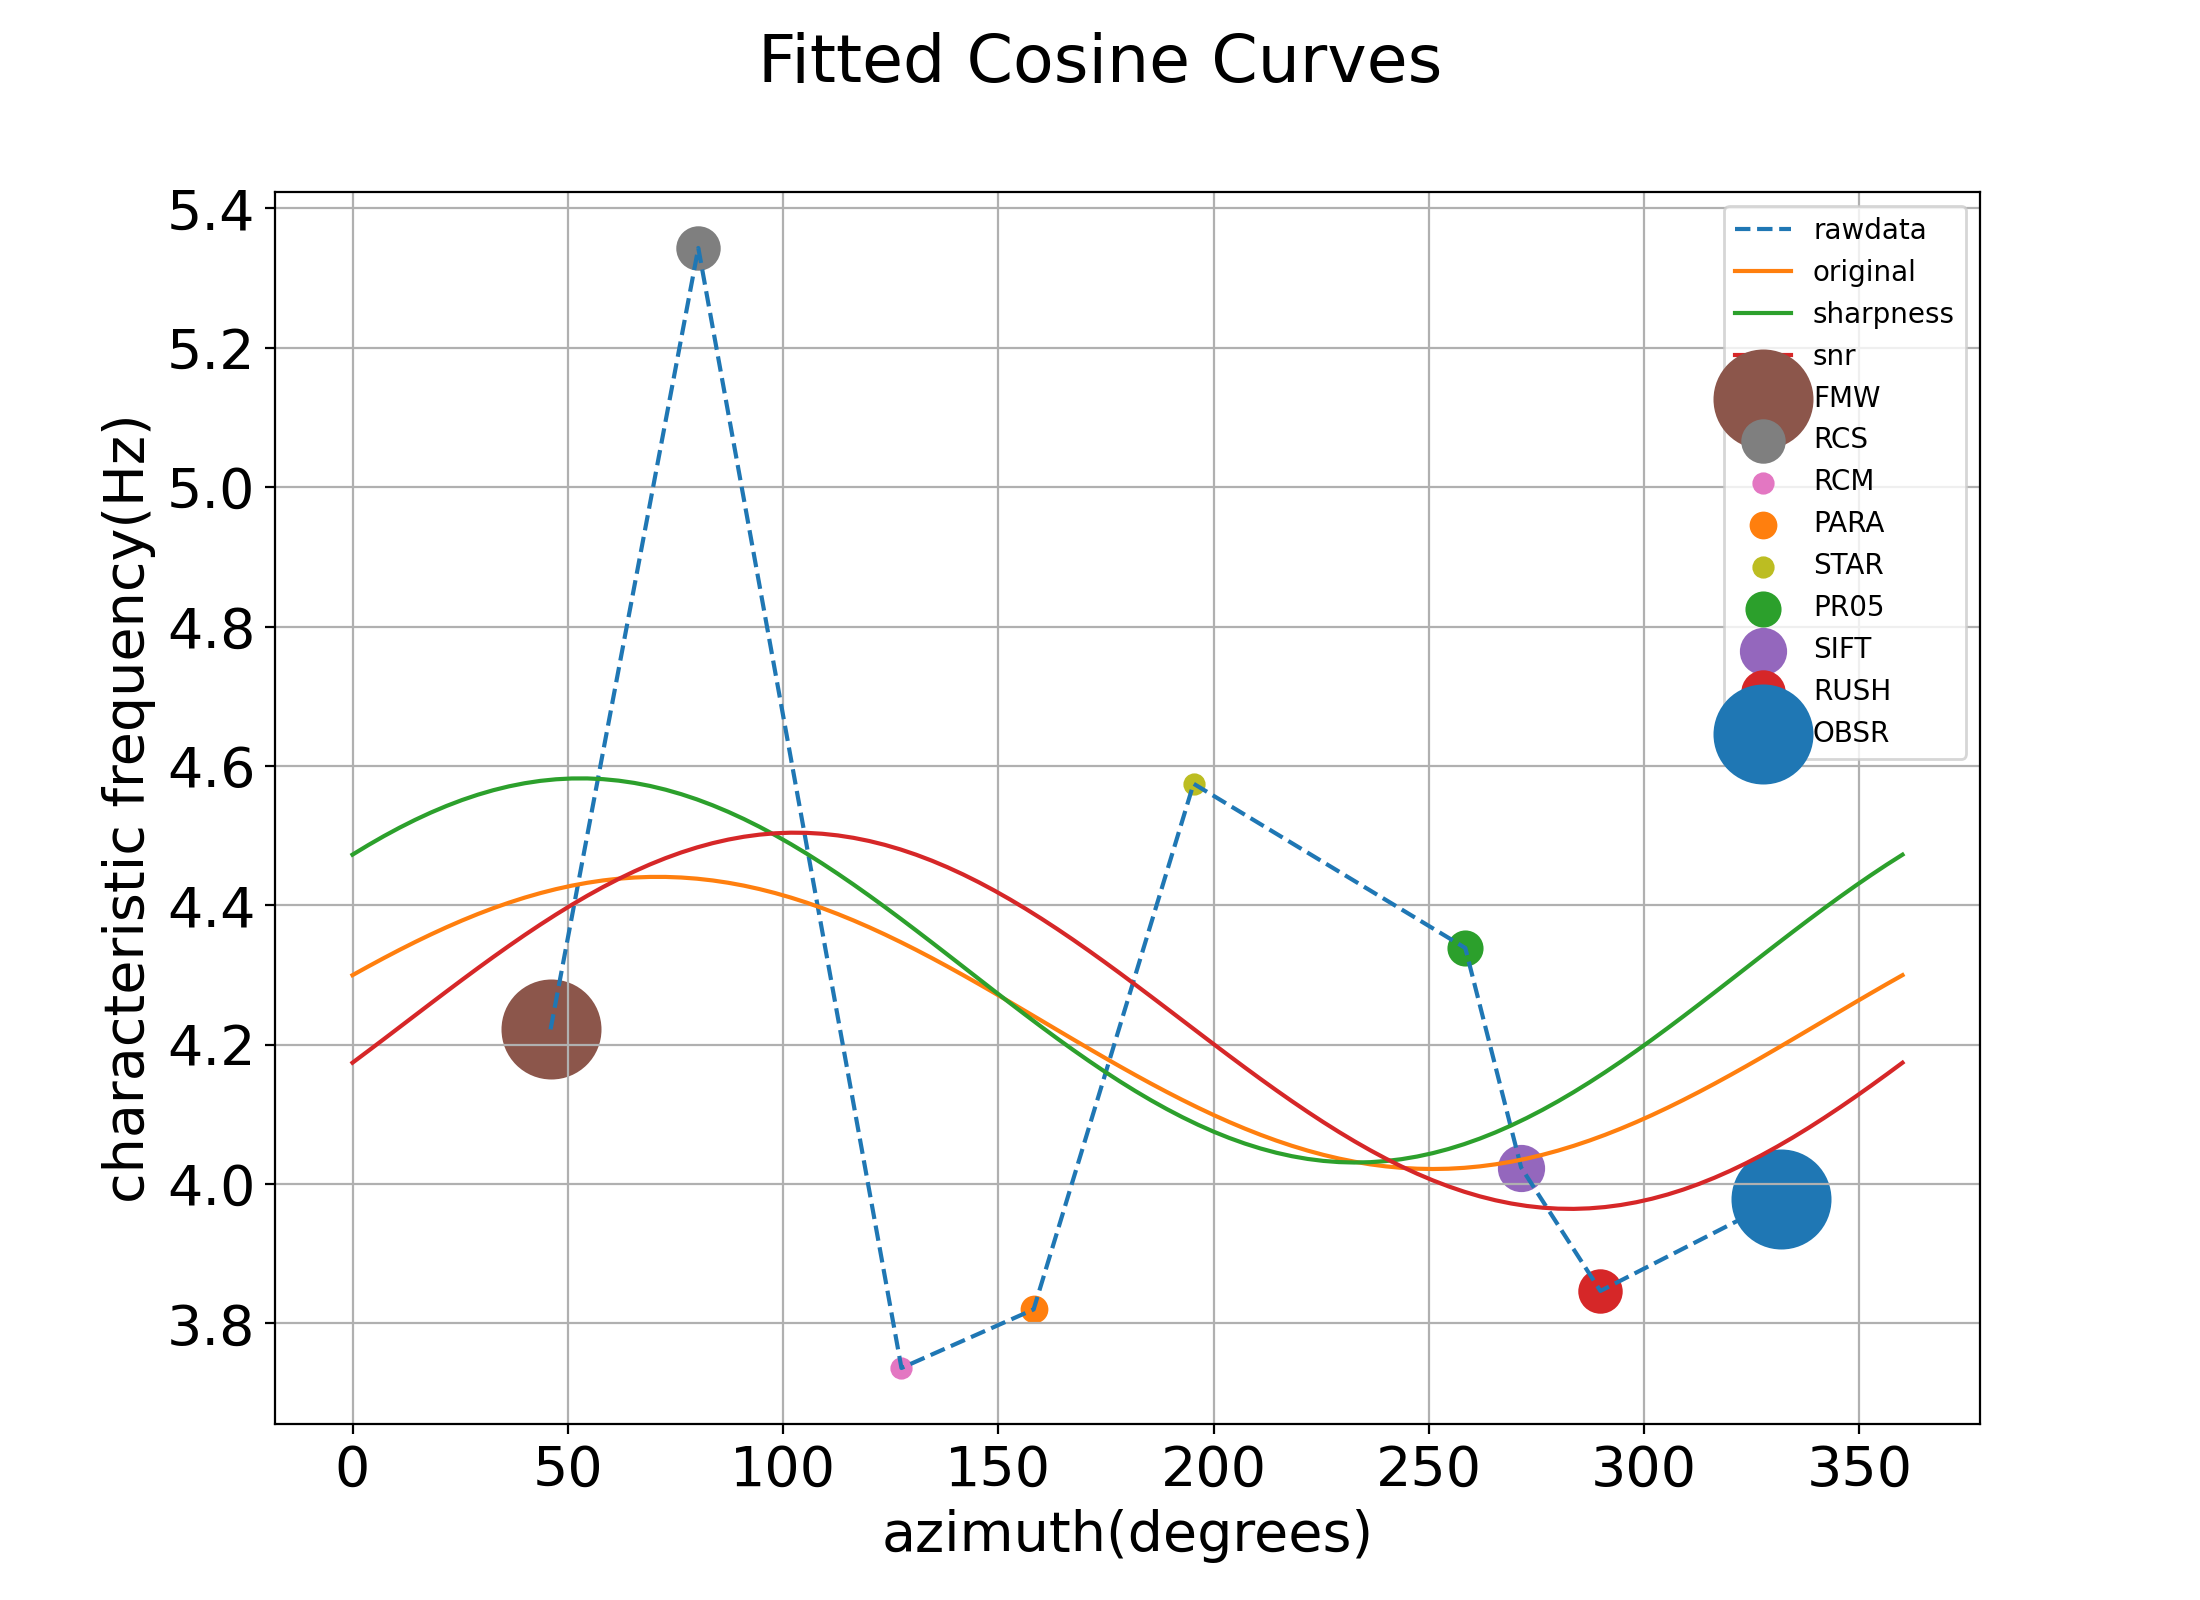 Fitted Cosine Curves
characteristic frequency(Hz)
5.4
5.2
5.0
4.8
4.6
4.4
4.2
4.0
3.8
rawdata
original
sharpness
snr
FMW
RCS
RCM
PARA
STAR
PR05
SIFT
RUSH
OBSR
0 50 100 150 200 250 300 350
azimuth(degrees)